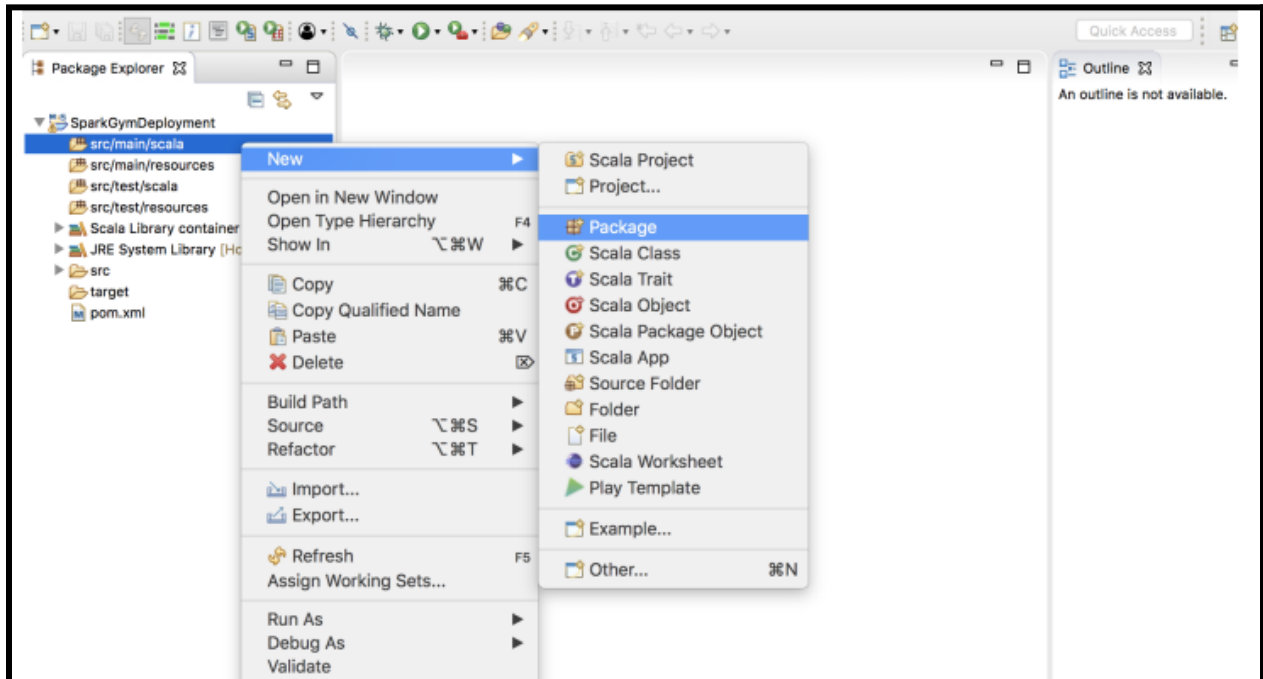 Quick Access
Package Explorer
Outline
An outline is not available.
SparkGymDeployment
src/main/scala
src/main/resources
src/test/scala
src/test/resources
Scala Library container
JRE System Library [Ho
src
target
pom.xml
New
Open in New Window
Open Type Hierarchy F4
Show In ⌥⌘W
Copy ⌘C
Copy Qualified Name
Paste ⌘V
Delete ⌦
Build Path
Source ⌥⌘S
Refactor ⌥⌘T
Import...
Export...
Refresh F5
Assign Working Sets...
Run As
Debug As
Validate
Scala Project
Project...
Package
Scala Class
Scala Trait
Scala Object
Scala Package Object
Scala App
Source Folder
Folder
File
Scala Worksheet
Play Template
Example...
Other... ⌘N